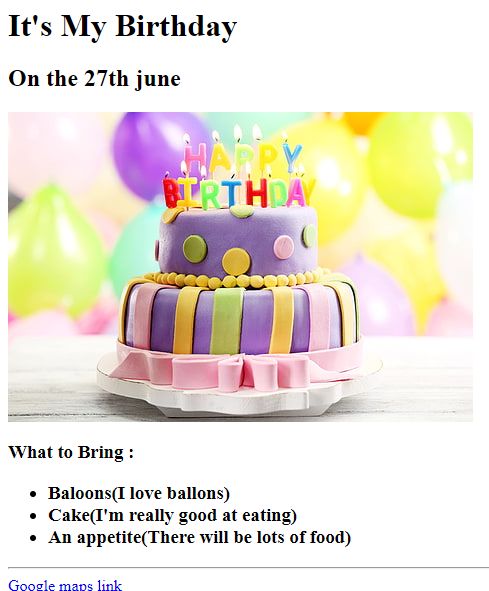 It's My Birthday
On the 27th june
HAPPY
BIRTHDAY
What to Bring :
Baloons(I love ballons)
Cake(I'm really good at eating)
An appetite(There will be lots of food)
Google maps link